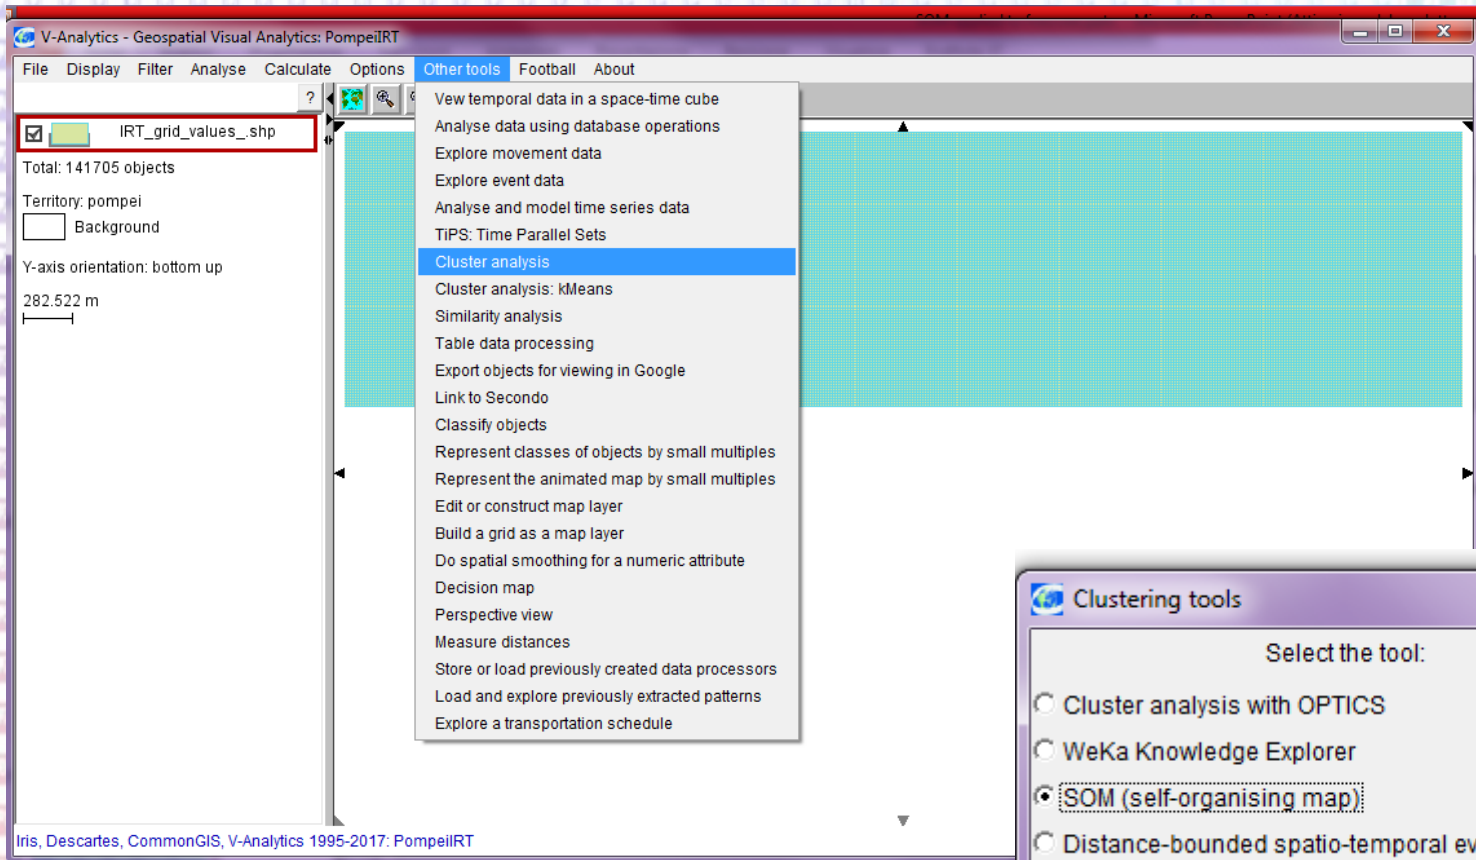 V-Analytics - Geospatial Visual Analytics: PompeiIRT
File Display Filter Analyse Calculate Options Other tools Football About
?
IRT_grid_values_.shp
Total: 141705 objects
Territory: pompei
Background
Y-axis orientation: bottom up
282.522 m
Vew temporal data in a space-time cube
Analyse data using database operations
Explore movement data
Explore event data
Analyse and model time series data
TiPS: Time Parallel Sets
Cluster analysis
Cluster analysis: kMeans
Similarity analysis
Table data processing
Export objects for viewing in Google
Link to Secondo
Classify objects
Represent classes of objects by small multiples
Represent the animated map by small multiples
Edit or construct map layer
Build a grid as a map layer
Do spatial smoothing for a numeric attribute
Decision map
Perspective view
Measure distances
Store or load previously created data processors
Load and explore previously extracted patterns
Explore a transportation schedule
Clustering tools
Select the tool:
Cluster analysis with OPTICS
WeKa Knowledge Explorer
SOM (self-organising map)
Distance-bounded spatio-temporal ev
Iris, Descartes, CommonGIS, V-Analytics 1995-2017: PompeiIRT